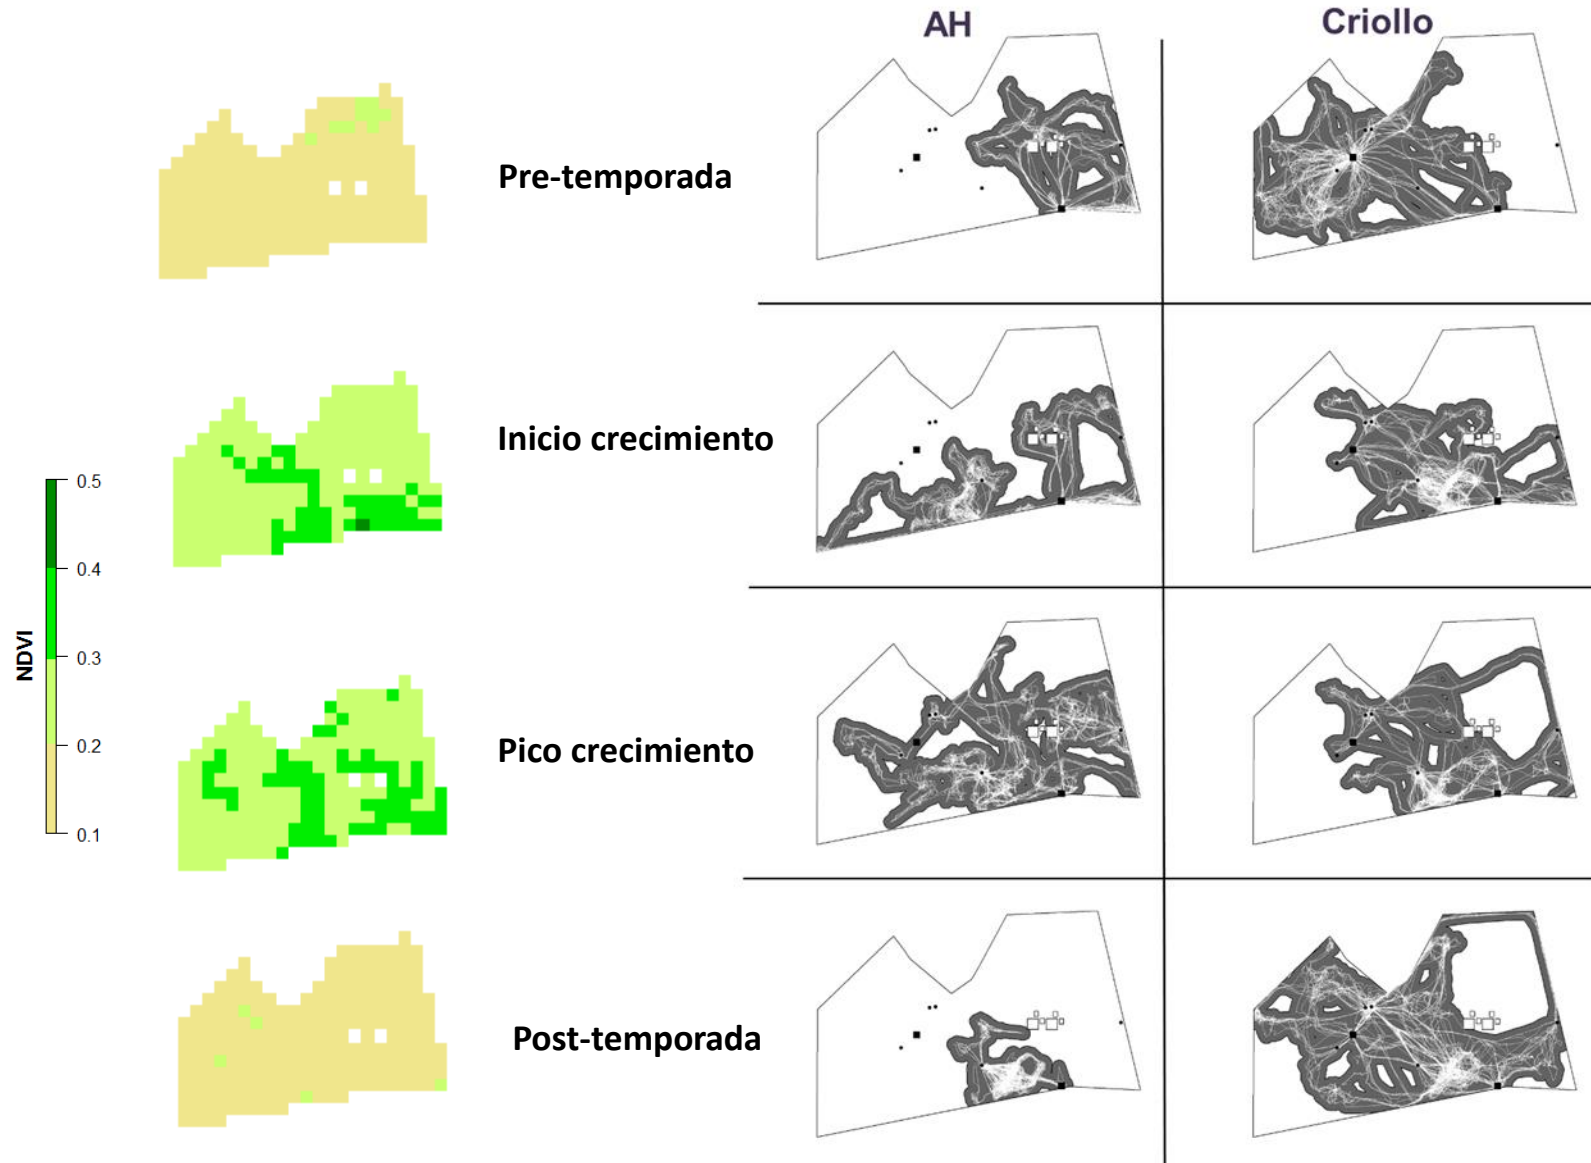 AH
Criollo
Pre-temporada
Inicio crecimiento
0.5
0.4
0.3
0.2
0.1
NDVI
Pico crecimiento
Post-temporada